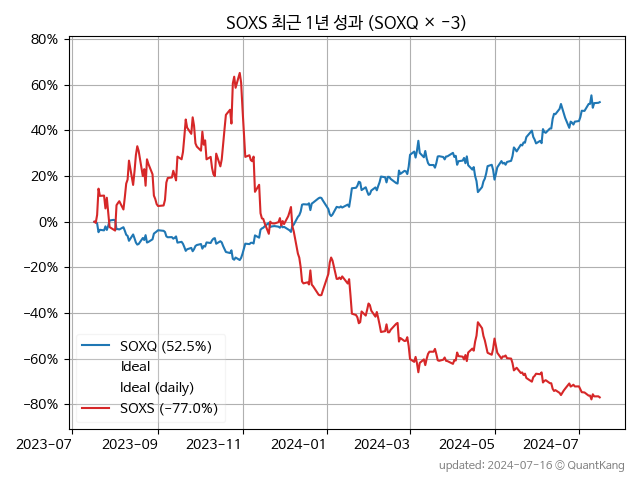 SOXS 최근 1년 성과 (SOXQ × −3)
80%
60%
40%
20%
0%
−20%
−40%
−60%
−80%
SOXQ (52.5%)
Ideal
Ideal (daily)
SOXS (−77.0%)
2023-07 2023-09 2023-11 2024-01 2024-03 2024-05 2024-07
updated: 2024-07-16 © QuantKang